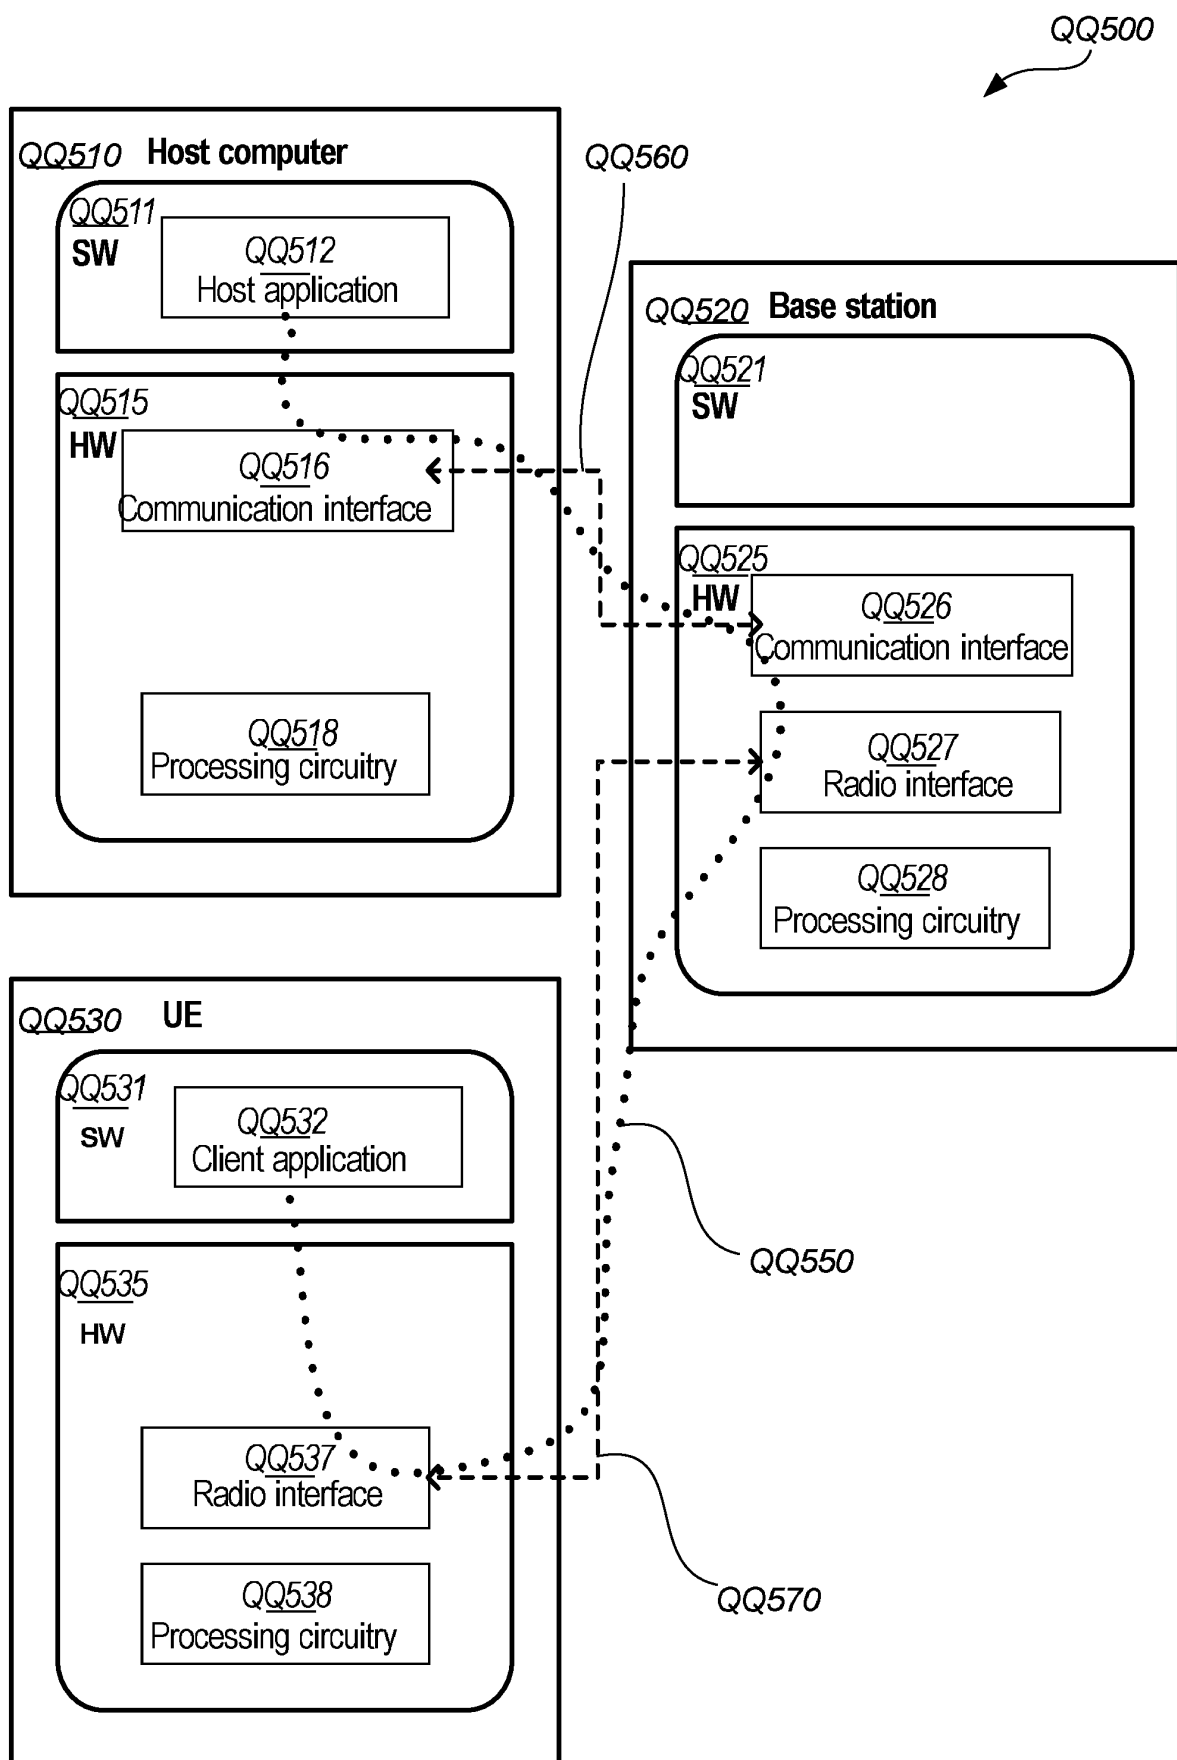 QQ500
QQ510 Host computer
QQ511
SW
QQ512
Host application
QQ515
HW
QQ516
Communication interface
QQ518
Processing circuitry
QQ560
QQ520 Base station
QQ521
SW
QQ525
HW
QQ526
Communication interface
QQ527
Radio interface
QQ528
Processing circuitry
QQ530 UE
QQ531
SW
QQ532
Client application
QQ535
HW
QQ537
Radio interface
QQ538
Processing circuitry
QQ550
QQ570